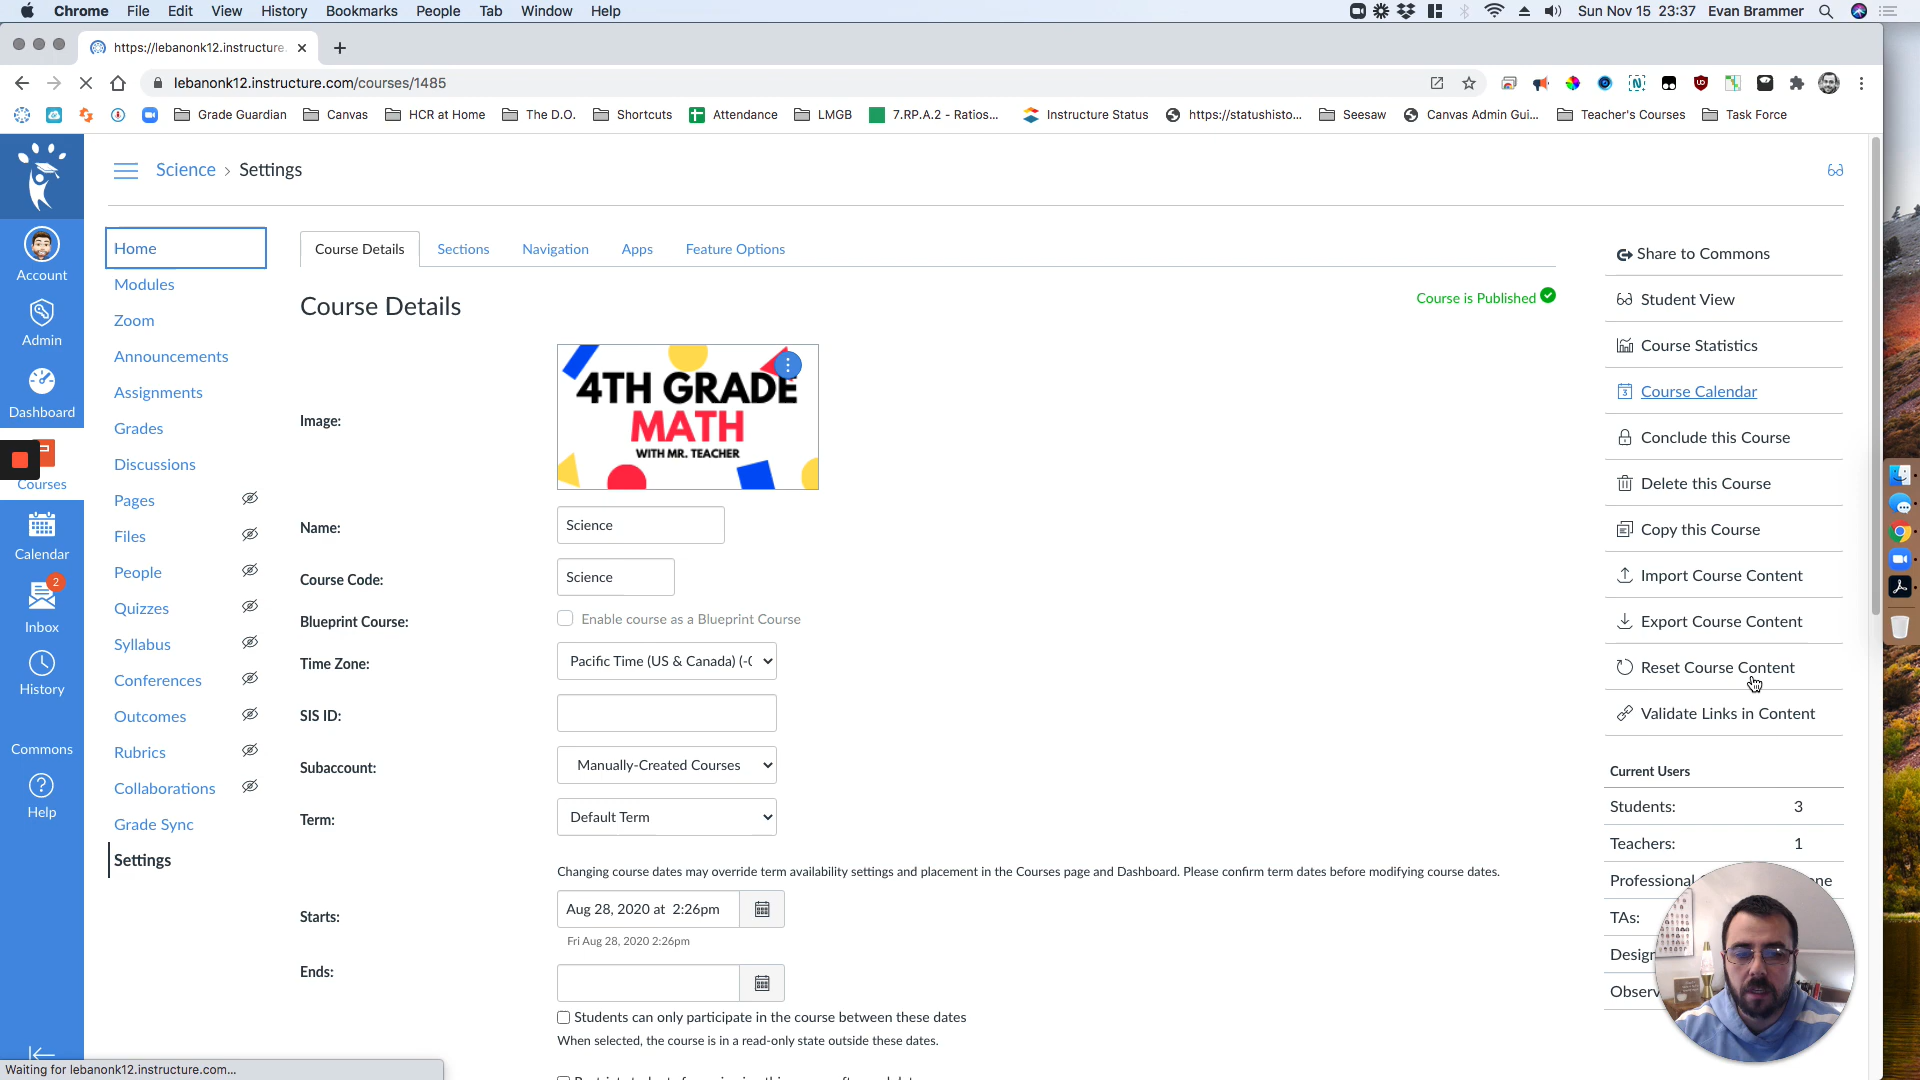 Chrome File Edit View History Bookmarks People Tab Window Help
Sun Nov 15 23:37 Evan Brammer
https://lebanonk12.instructure.
lebanonk12.instructure.com/courses/1485
Grade Guardian Canvas HCR at Home The D.O. Shortcuts Attendance LMGB 7.RP.A.2 - Ratios... Instructure Status https://statushisto... Seesaw Canvas Admin Gui... Teacher's Courses Task Force
Science › Settings
Account
Admin
Dashboard
Courses
Calendar
2
Inbox
History
Commons
Help
Home
Modules
Zoom
Announcements
Assignments
Grades
Discussions
Pages
Files
People
Quizzes
Syllabus
Conferences
Outcomes
Rubrics
Collaborations
Grade Sync
Settings
Course Details Sections Navigation Apps Feature Options
Course Details
Course is Published
Image:
4TH GRADE
MATH
WITH MR. TEACHER
Name: Science
Course Code: Science
Blueprint Course: Enable course as a Blueprint Course
Time Zone: Pacific Time (US & Canada) (-0
SIS ID:
Subaccount: Manually-Created Courses
Term: Default Term
Changing course dates may override term availability settings and placement in the Courses page and Dashboard. Please confirm term dates before modifying course dates.
Starts: Aug 28, 2020 at 2:26pm
Fri Aug 28, 2020 2:26pm
Ends:
Students can only participate in the course between these dates
When selected, the course is in a read-only state outside these dates.
Share to Commons
Student View
Course Statistics
3 Course Calendar
Conclude this Course
Delete this Course
Copy this Course
Import Course Content
Export Course Content
Reset Course Content
Validate Links in Content
Current Users
Students: 3
Teachers: 1
Professional
TAs:
Waiting for lebanonk12.instructure.com...